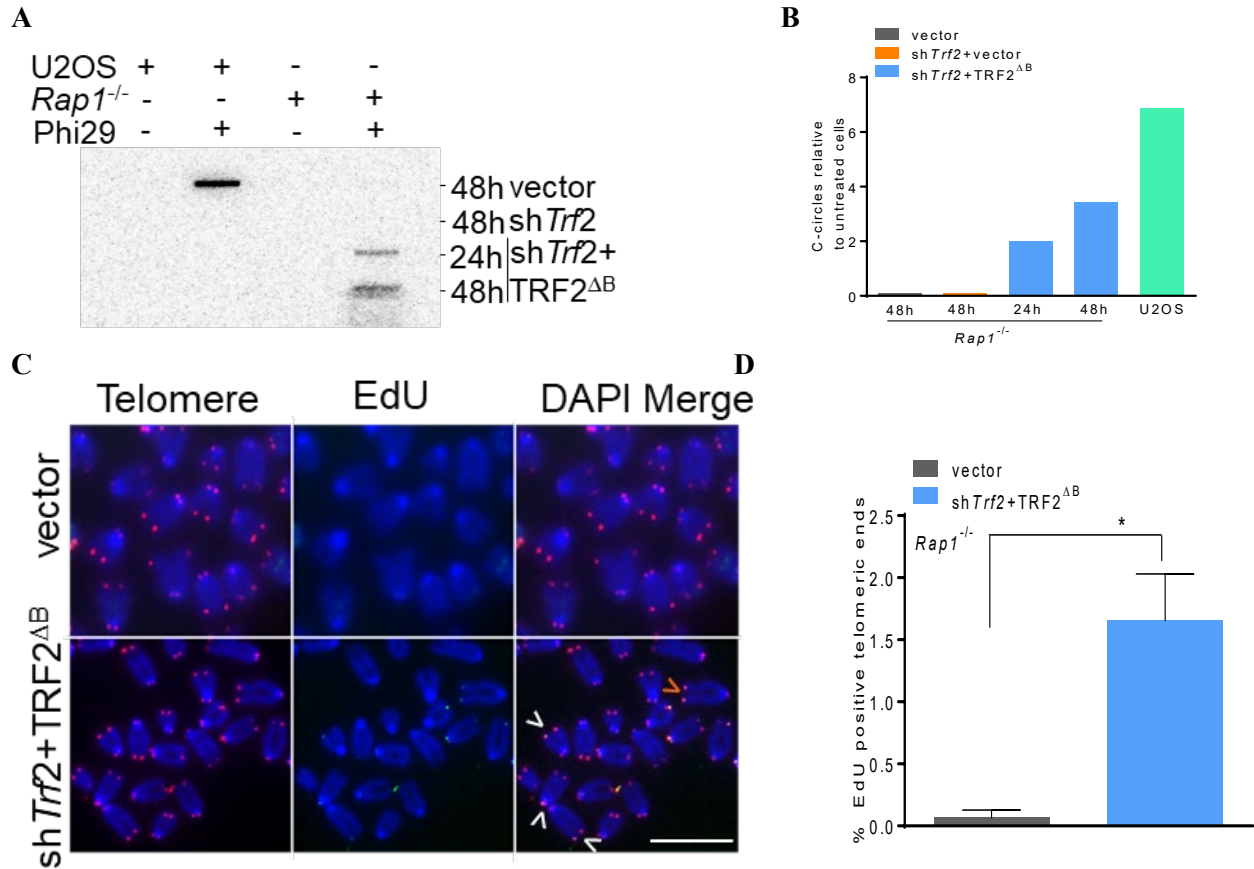 A
U2OS + + - -
Rap1-/- - - + +
Phi29 - + - +
48h vector
48h shTrf2
24h shTrf2+
48h TRF2ΔB
B
vector
shTrf2+vector
shTrf2+TRF2ΔB
C-circles relative
to untreated cells
8
6
4
2
0
48h 48h 24h 48h U2OS
Rap1-/-
C
Telomere EdU DAPI Merge
vector
shTrf2+TRF2ΔB
D
vector
shTrf2+TRF2ΔB
% EdU positive telomeric ends
2.5
2.0
1.5
1.0
0.5
0.0
Rap1-/-
*